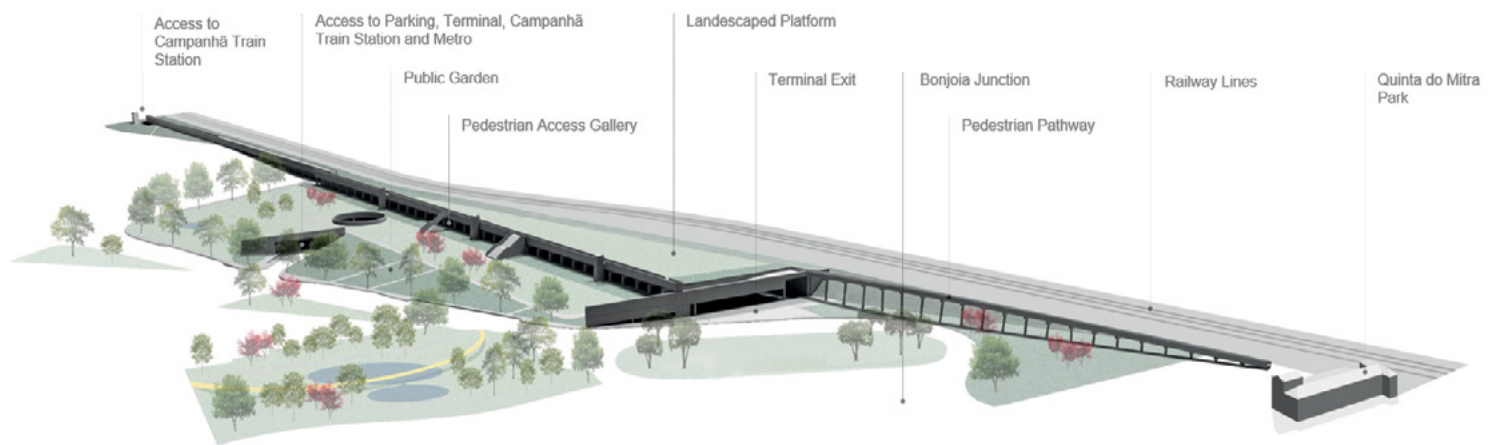 Access to
Campanhã Train
Station
Access to Parking, Terminal, Campanhã
Train Station and Metro
Landscaped Platform
Public Garden
Terminal Exit
Bonjoia Junction
Railway Lines
Quinta do Mitra
Park
Pedestrian Access Gallery
Pedestrian Pathway